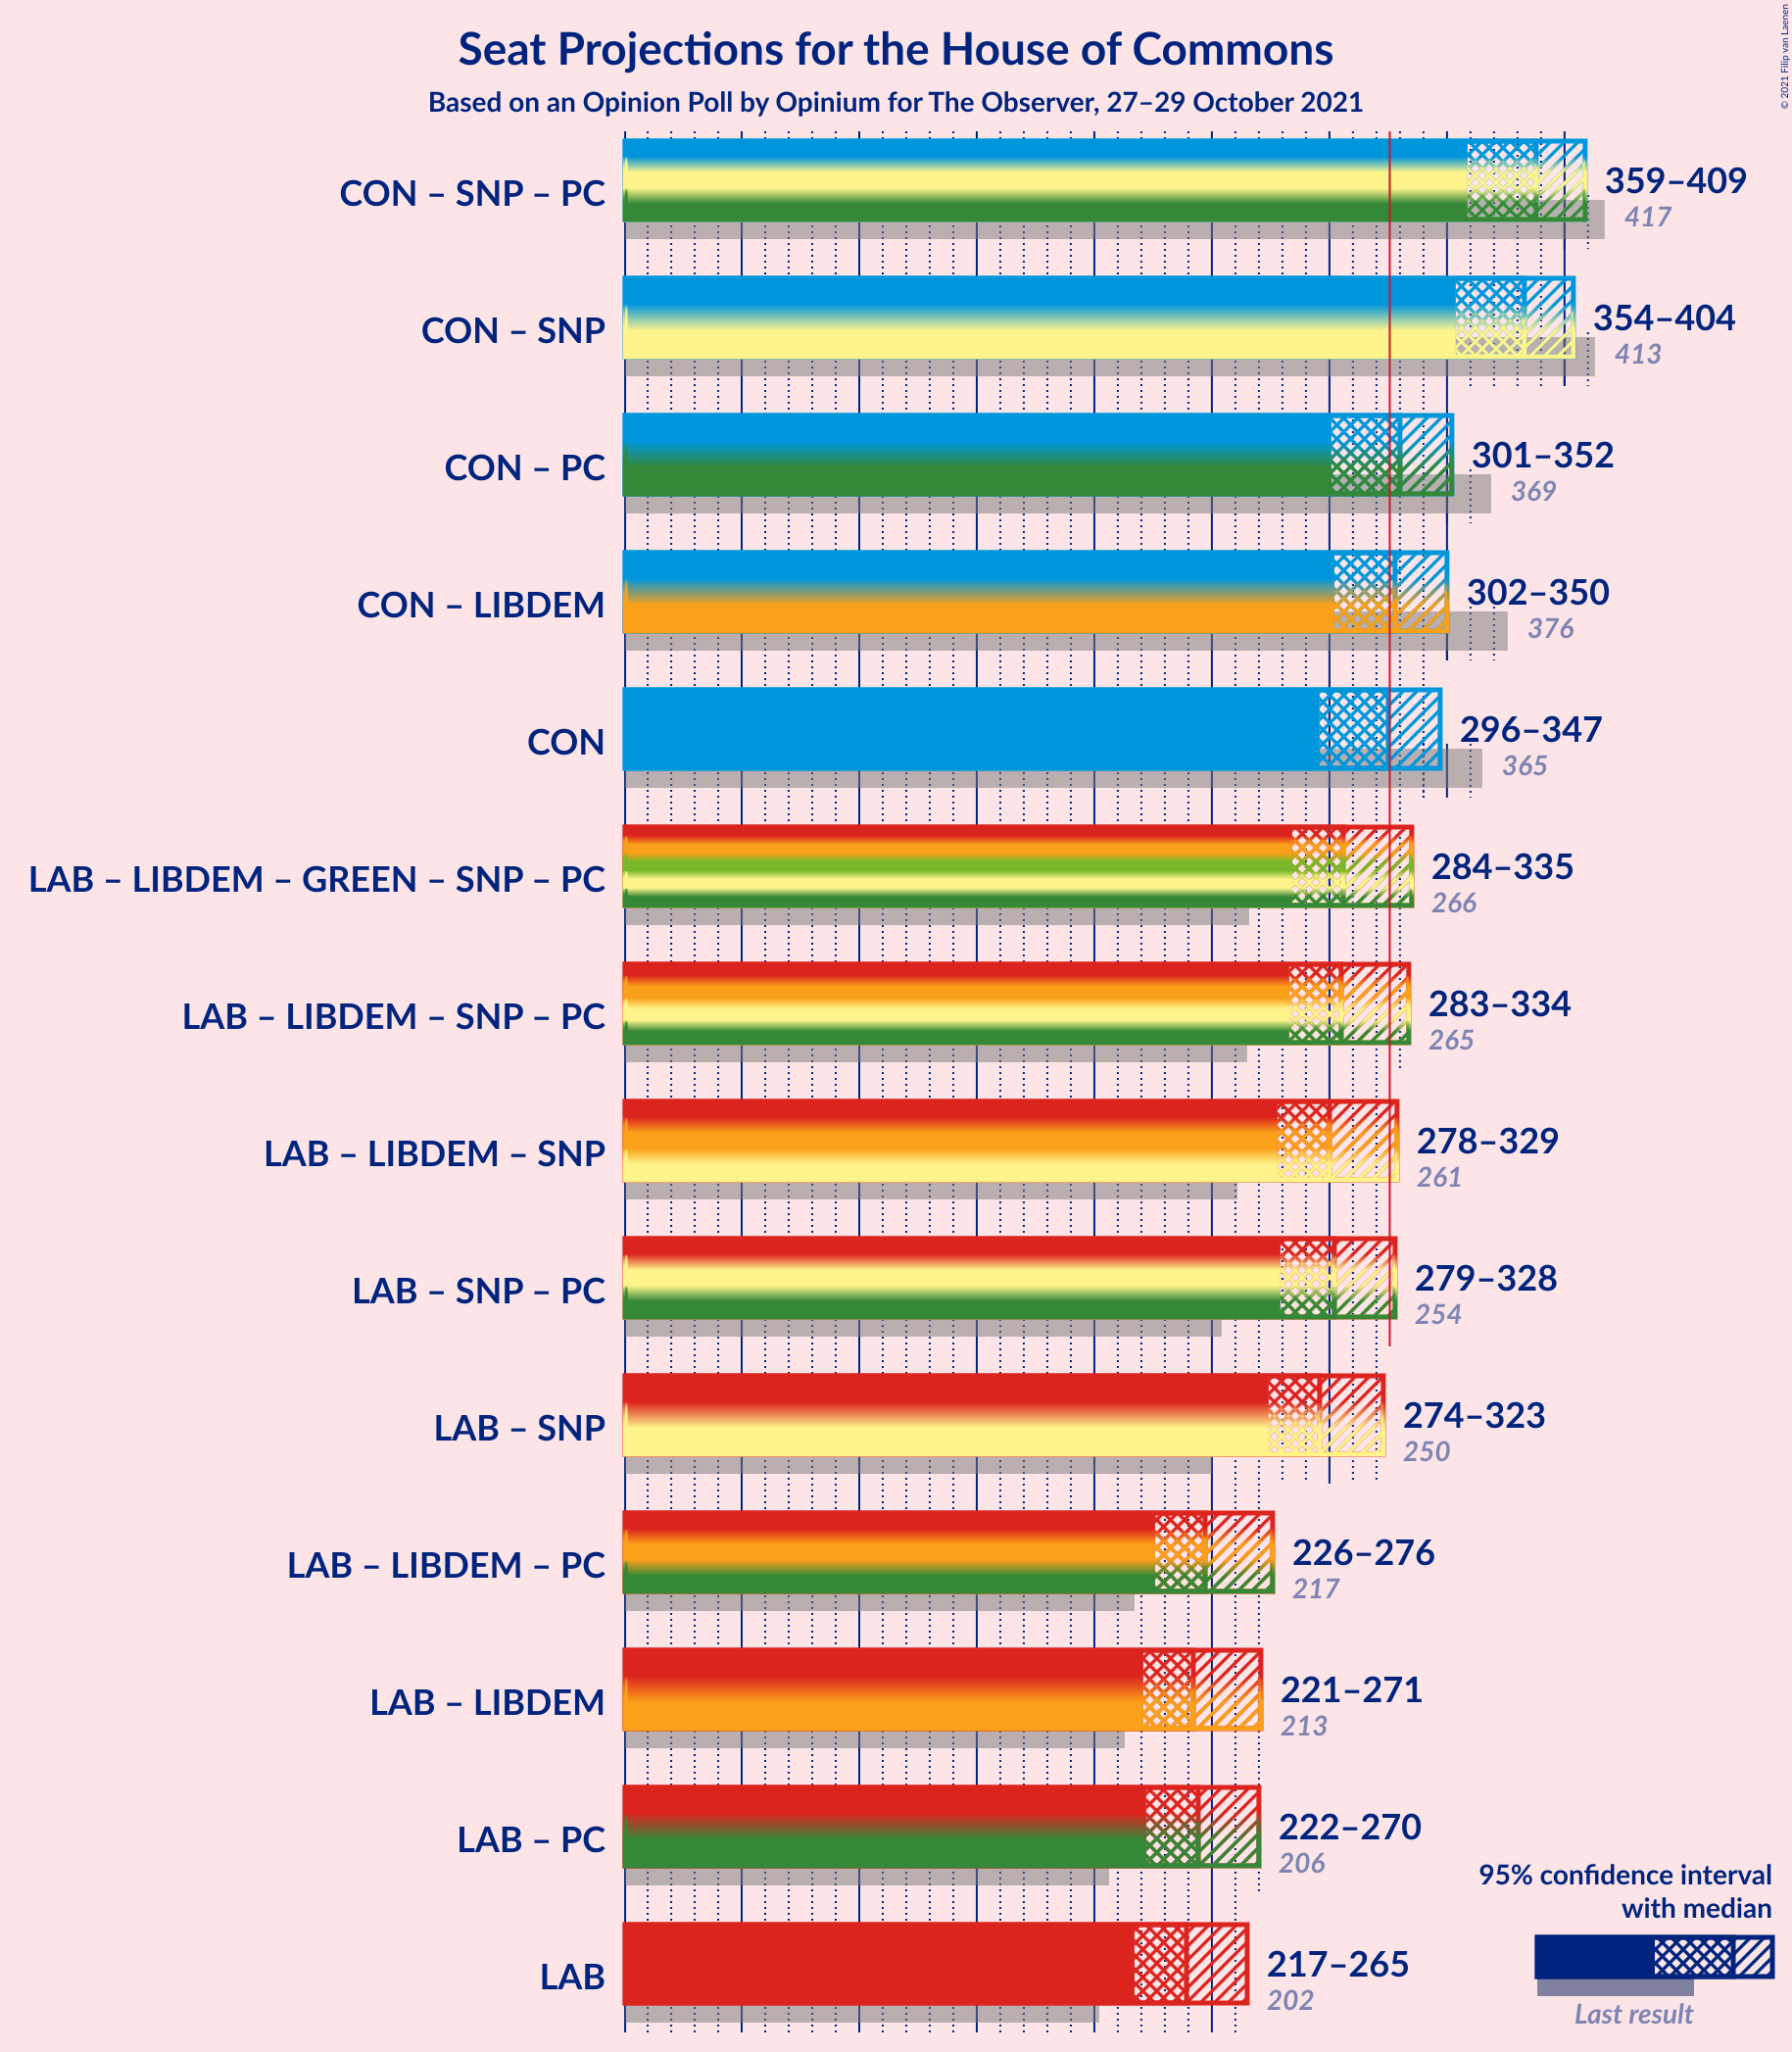 Seat Projections for the House of Commons
Based on an Opinion Poll by Opinium for The Observer, 27–29 October 2021
© 2021 Filip van Laenen
CON – SNP – PC
359–409
417
CON – SNP
354–404
413
CON – PC
301–352
369
CON – LIBDEM
302–350
376
CON
296–347
365
LAB – LIBDEM – GREEN – SNP – PC
284–335
266
LAB – LIBDEM – SNP – PC
283–334
265
LAB – LIBDEM – SNP
278–329
261
LAB – SNP – PC
279–328
254
LAB – SNP
274–323
250
LAB – LIBDEM – PC
226–276
217
LAB – LIBDEM
221–271
213
LAB – PC
222–270
206
LAB
217–265
202
95% confidence interval
with median
Last result